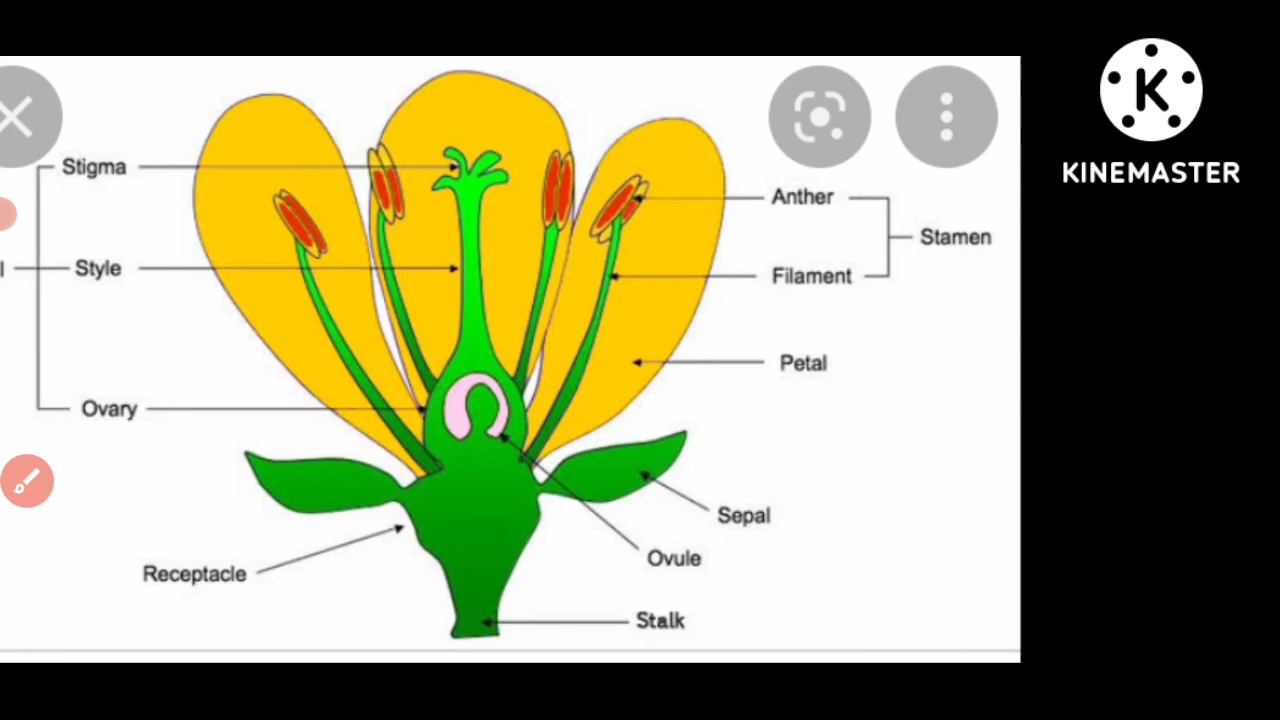 K
KINEMASTER
Stigma
Anther
Stamen
Style
Filament
Petal
Ovary
Sepal
Ovule
Receptacle
Stalk